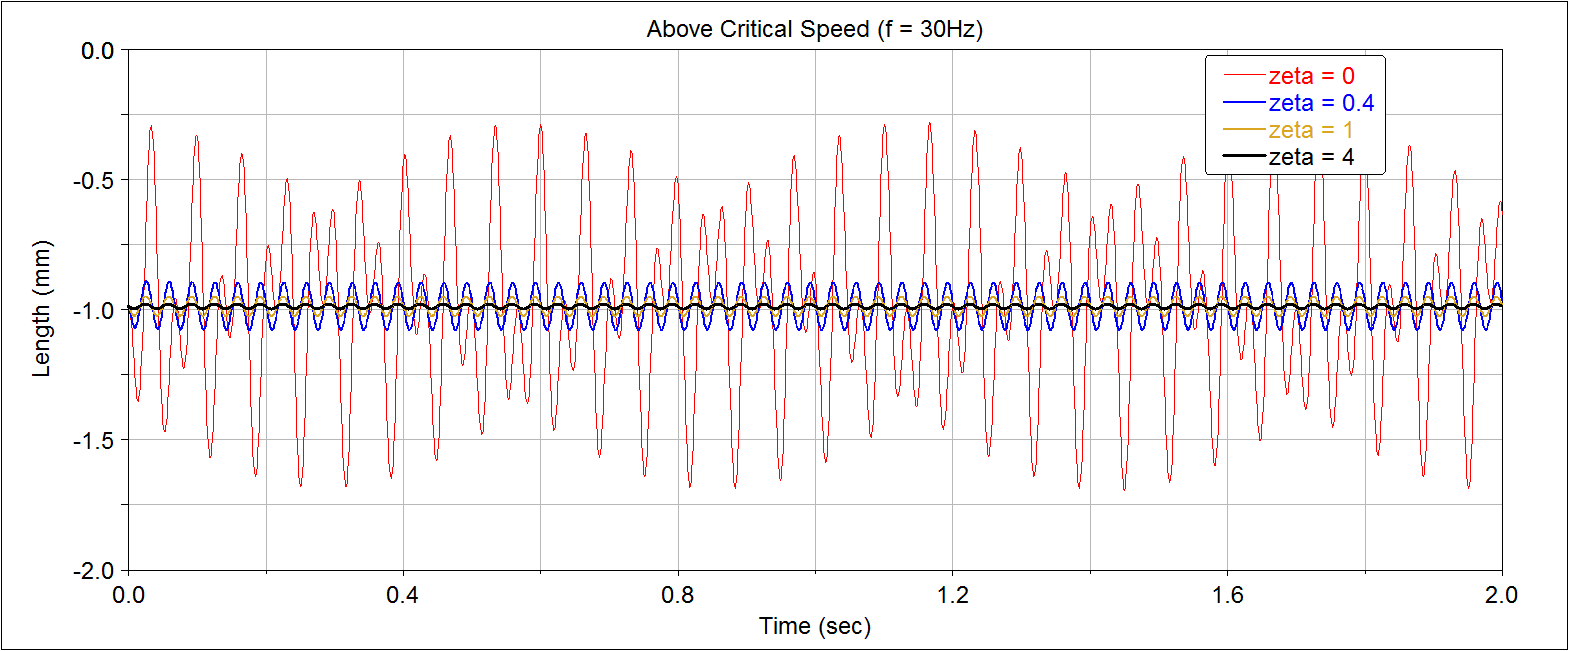 Above Critical Speed (f = 30Hz)
zeta = 0
zeta = 0.4
zeta = 1
zeta = 4
Length (mm)
0.0
-0.5
-1.0
-1.5
-2.0
0.0 0.4 0.8 1.2 1.6 2.0
Time (sec)